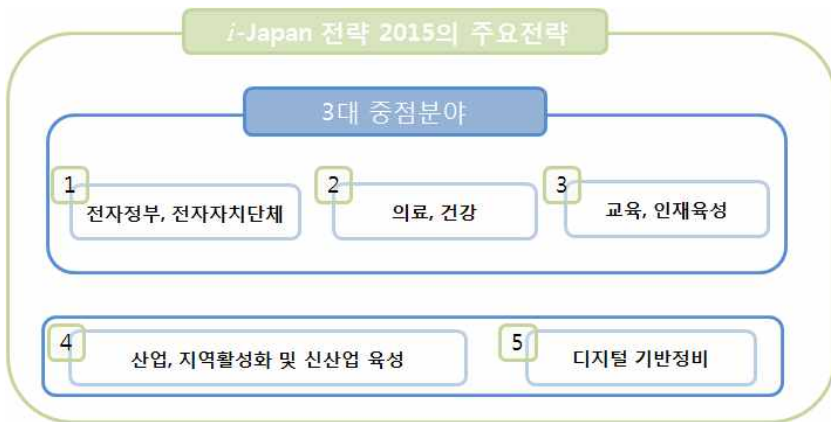 i-Japan 전략 2015의 주요전략
3대 중점분야
1
전자정부, 전자자치단체
2
의료, 건강
3
교육, 인재육성
4
산업, 지역활성화 및 신산업 육성
5
디지털 기반정비